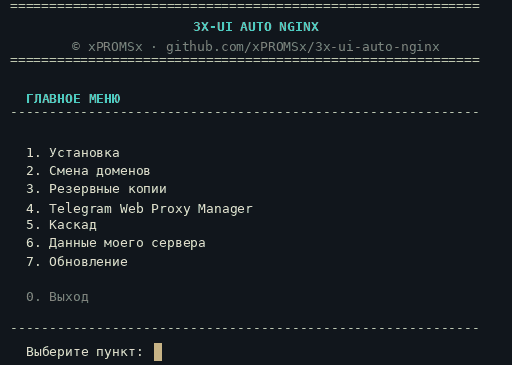 ============================================================
3X-UI AUTO NGINX
© xPROMSx · github.com/xPROMSx/3x-ui-auto-nginx
============================================================
ГЛАВНОЕ МЕНЮ
------------------------------------------------------------
1. Установка
2. Смена доменов
3. Резервные копии
4. Telegram Web Proxy Manager
5. Каскад
6. Данные моего сервера
7. Обновление
0. Выход
------------------------------------------------------------
Выберите пункт: